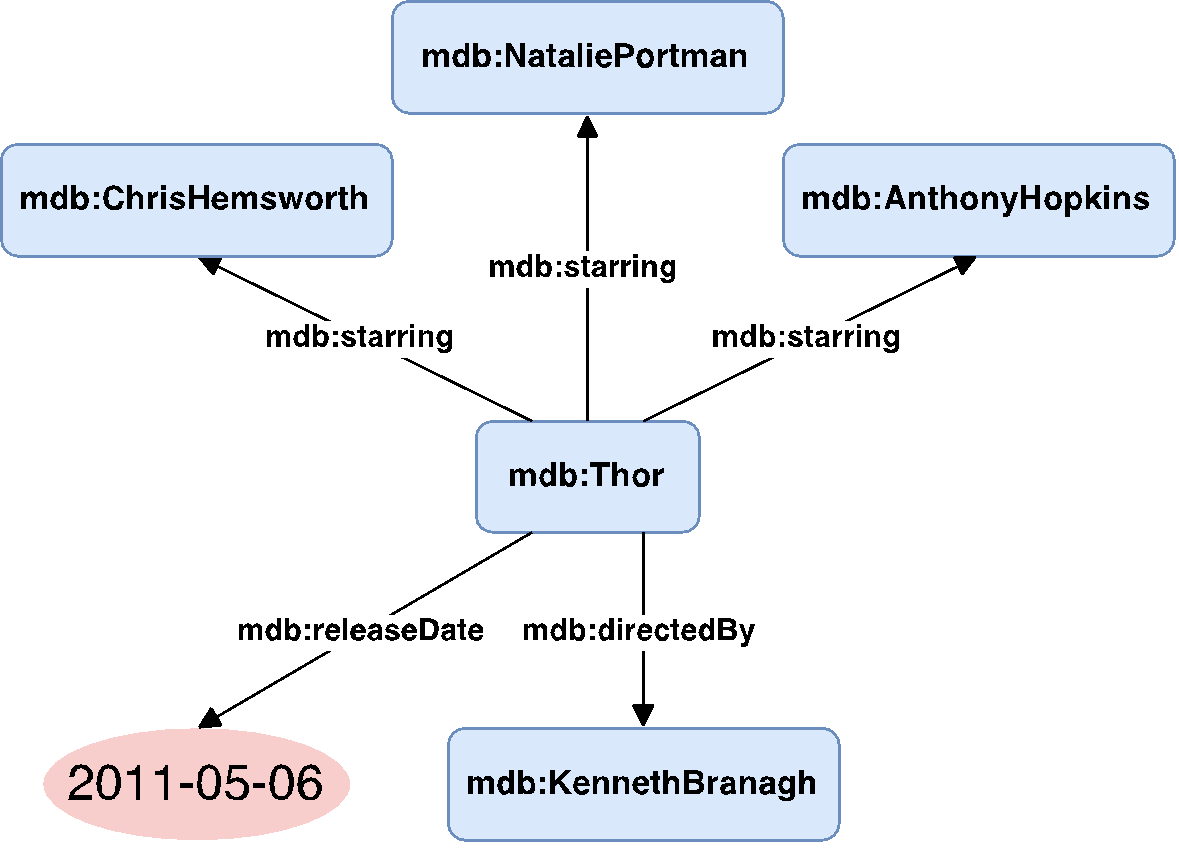 mdb:NataliePortman
mdb:ChrisHemsworth
mdb:AnthonyHopkins
mdb:starring
mdb:starring
mdb:starring
mdb:Thor
mdb:releaseDate
mdb:directedBy
2011-05-06
mdb:KennethBranagh